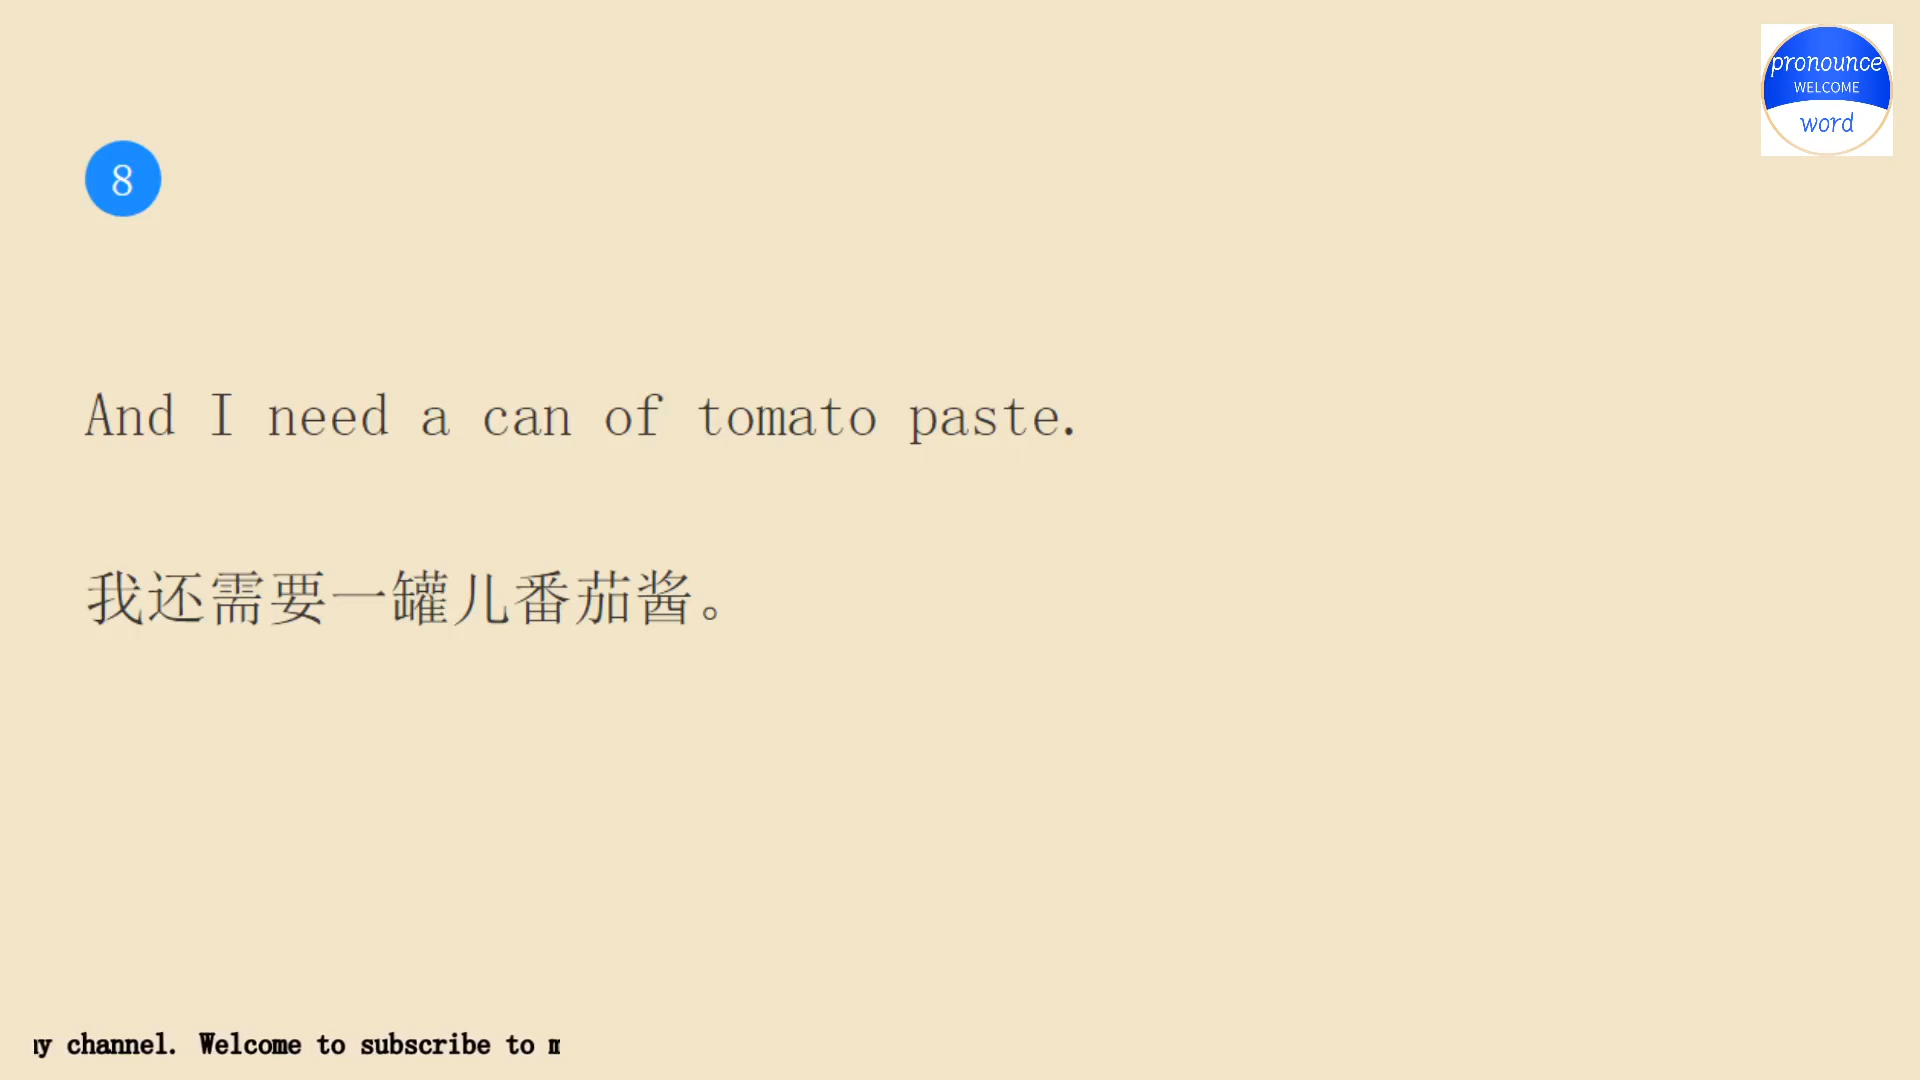 pronounce
WELCOME
word
8
And I need a can of tomato paste.
我还需要一罐儿番茄酱。
channel. Welcome to subscribe to